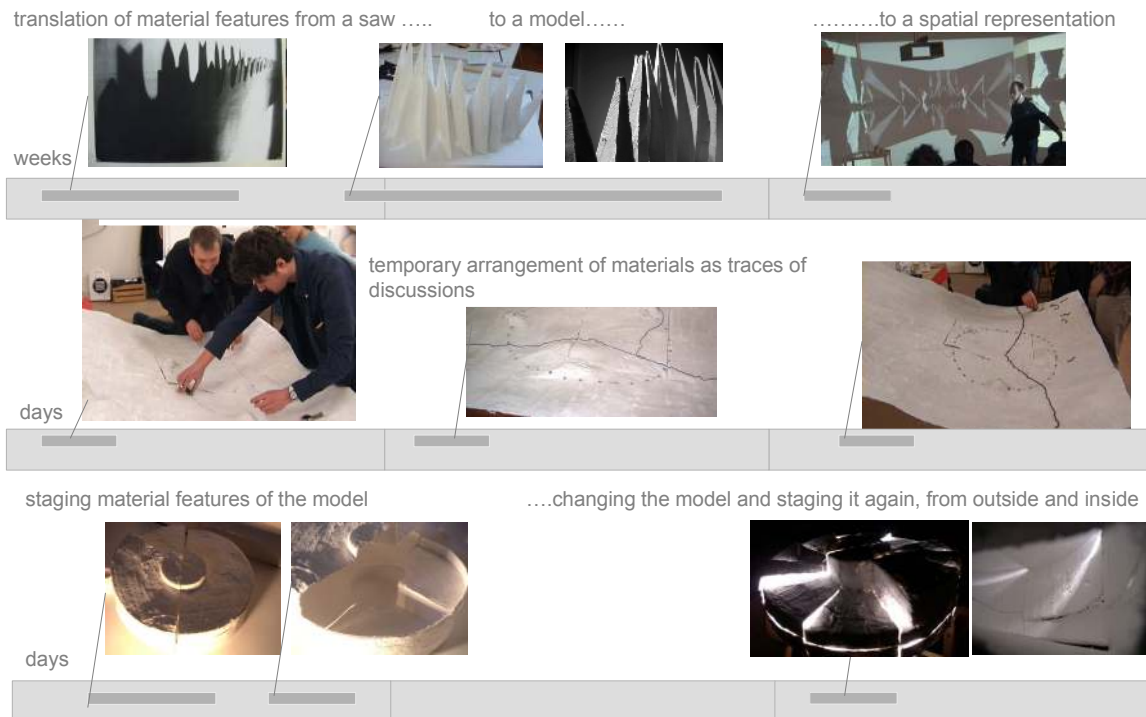 translation of material features from a saw …..
to a model……
……….to a spatial representation
weeks
temporary arrangement of materials as traces of
discussions
days
staging material features of the model
….changing the model and staging it again, from outside and inside
days